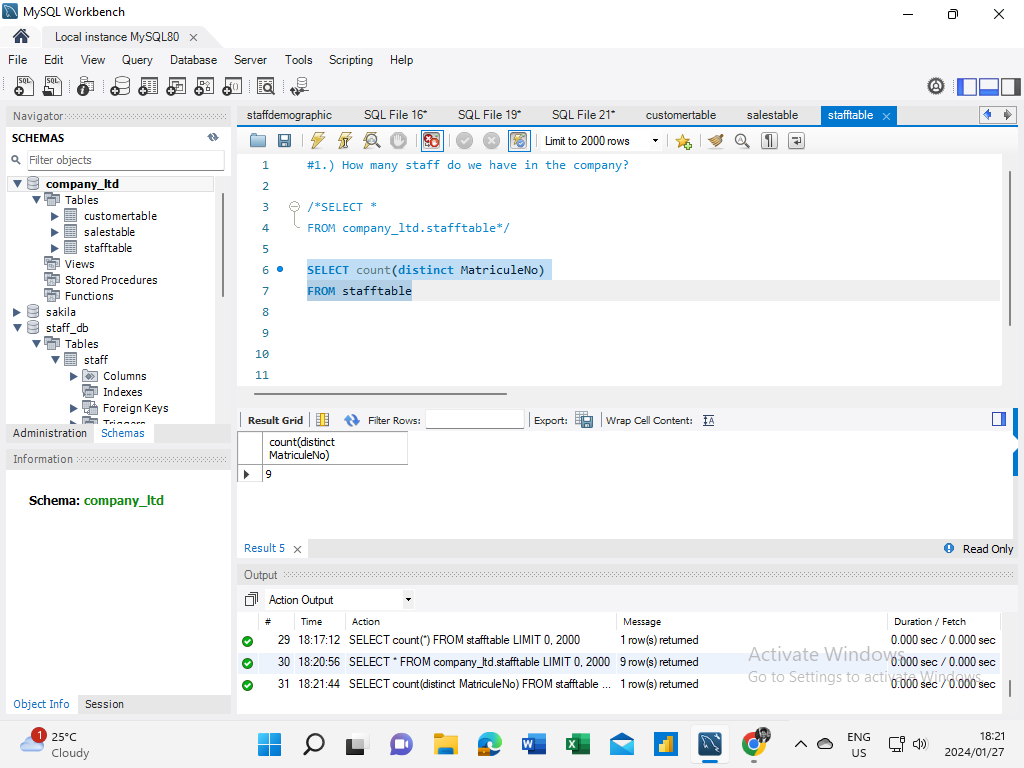 MySQL Workbench
Local instance MySQL80
File Edit View Query Database Server Tools Scripting Help
Navigator
SCHEMAS
Filter objects
company_ltd
Tables
customertable
salestable
stafftable
Views
Stored Procedures
Functions
sakila
staff_db
Tables
staff
Columns
Indexes
Foreign Keys
Triggers
Administration Schemas
Information
Schema: company_ltd
Object Info Session
staffdemographic SQL File 16* SQL File 19* SQL File 21* customertable salestable stafftable
Limit to 2000 rows
1 #1.) How many staff do we have in the company?
2
3 /*SELECT *
4 FROM company_ltd.stafftable*/
5
6 SELECT count(distinct MatriculeNo)
7 FROM stafftable
8
9
10
11
Result Grid Filter Rows: Export: Wrap Cell Content:
count(distinct
MatriculeNo)
9
Result 5 Read Only
Output
Action Output
# Time Action Message Duration / Fetch
29 18:17:12 SELECT count(*) FROM stafftable LIMIT 0, 2000 1 row(s) returned 0.000 sec / 0.000 sec
30 18:20:56 SELECT * FROM company_ltd.stafftable LIMIT 0, 2000 9 row(s) returned 0.000 sec / 0.000 sec
31 18:21:44 SELECT count(distinct MatriculeNo) FROM stafftable ... 1 row(s) returned 0.000 sec / 0.000 sec
Activate Windows
Go to Settings to activate Windows.
1
25°C
Cloudy
ENG
US
18:21
2024/01/27